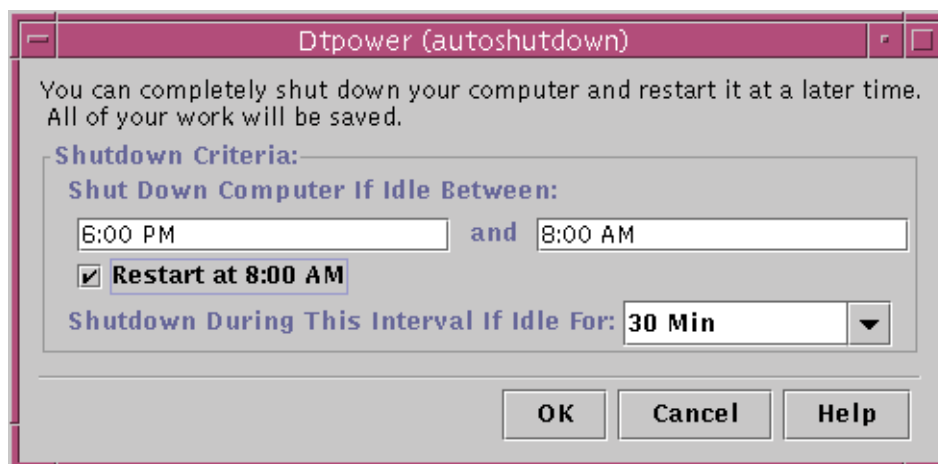 Dtpower (autoshutdown)
You can completely shut down your computer and restart it at a later time.
All of your work will be saved.
Shutdown Criteria:
Shut Down Computer If Idle Between:
6:00 PM and 8:00 AM
Restart at 8:00 AM
Shutdown During This Interval If Idle For: 30 Min
OK Cancel Help